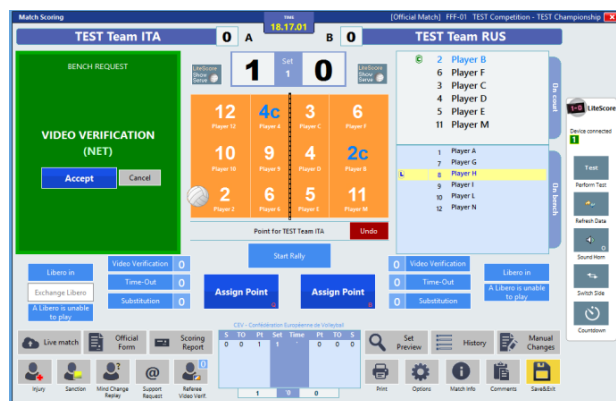 Match Scoring
TIME
18.17.01
[Official Match] FFF-01 TEST Competition - TEST Championship
TEST Team ITA
0 A
B 0
TEST Team RUS
BENCH REQUEST
VIDEO VERIFICATION
(NET)
Accept
Cancel
LiteScore
Show
Serve
1
Set
1
0
LiteScore
Show
Serve
12
Player 12
4c
Player 4
3
Player C
6
Player F
10
Player 10
9
Player 9
4
Player D
2c
Player B
2
Player 2
6
Player 6
5
Player E
11
Player M
Point for TEST Team ITA
Undo
Start Rally
C 2 Player B
6 Player F
3 Player C
4 Player D
5 Player E
11 Player M
On court
1 Player A
7 Player G
L 8 Player H
9 Player I
10 Player L
12 Player N
On bench
LiteScore
Device connected
1
Test
Perform Test
Refresh Data
Sound Horn
Switch Side
Countdown
Libero in
Exchange Libero
A Libero is unable
to play
Video Verification 0
Time-Out 0
Substitution 0
Assign Point
Assign Point
0 Video Verification
0 Time-Out
0 Substitution
Libero in
A Libero is unable
to play
Live match
Official
Form
Scoring
Report
CEV - Confédération Européenne de Volleyball
S TO Pt Set Time Pt TO S
0 0 1 1 ' 0 0 0
1 '0 0
Set
Preview
History
Manual
Changes
Injury
Sanction
Mind Change
Replay
Support
Request
0
Referee
Video Verif.
Print
Options
Match Info
Comments
Save&Exit